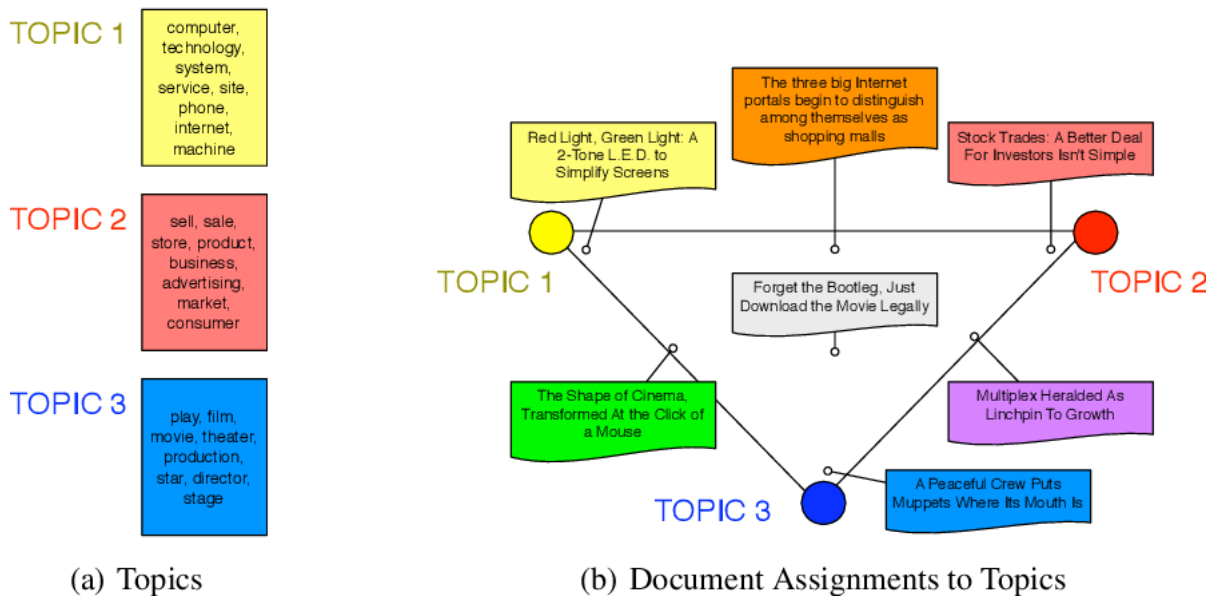 TOPIC 1
computer,
technology,
system,
service, site,
phone,
internet,
machine
TOPIC 2
sell, sale,
store, product,
business,
advertising,
market,
consumer
TOPIC 3
play, film,
movie, theater,
production,
star, director,
stage
(a) Topics
The three big Internet
portals begin to distinguish
among themselves as
shopping malls
Red Light, Green Light: A
2-Tone L.E.D. to
Simplify Screens
Stock Trades: A Better Deal
For Investors Isn't Simple
TOPIC 1
TOPIC 2
Forget the Bootleg, Just
Download the Movie Legally
The Shape of Cinema,
Transformed At the Click of
a Mouse
Multiplex Heralded As
Linchpin To Growth
TOPIC 3
A Peaceful Crew Puts
Muppets Where Its Mouth Is
(b) Document Assignments to Topics